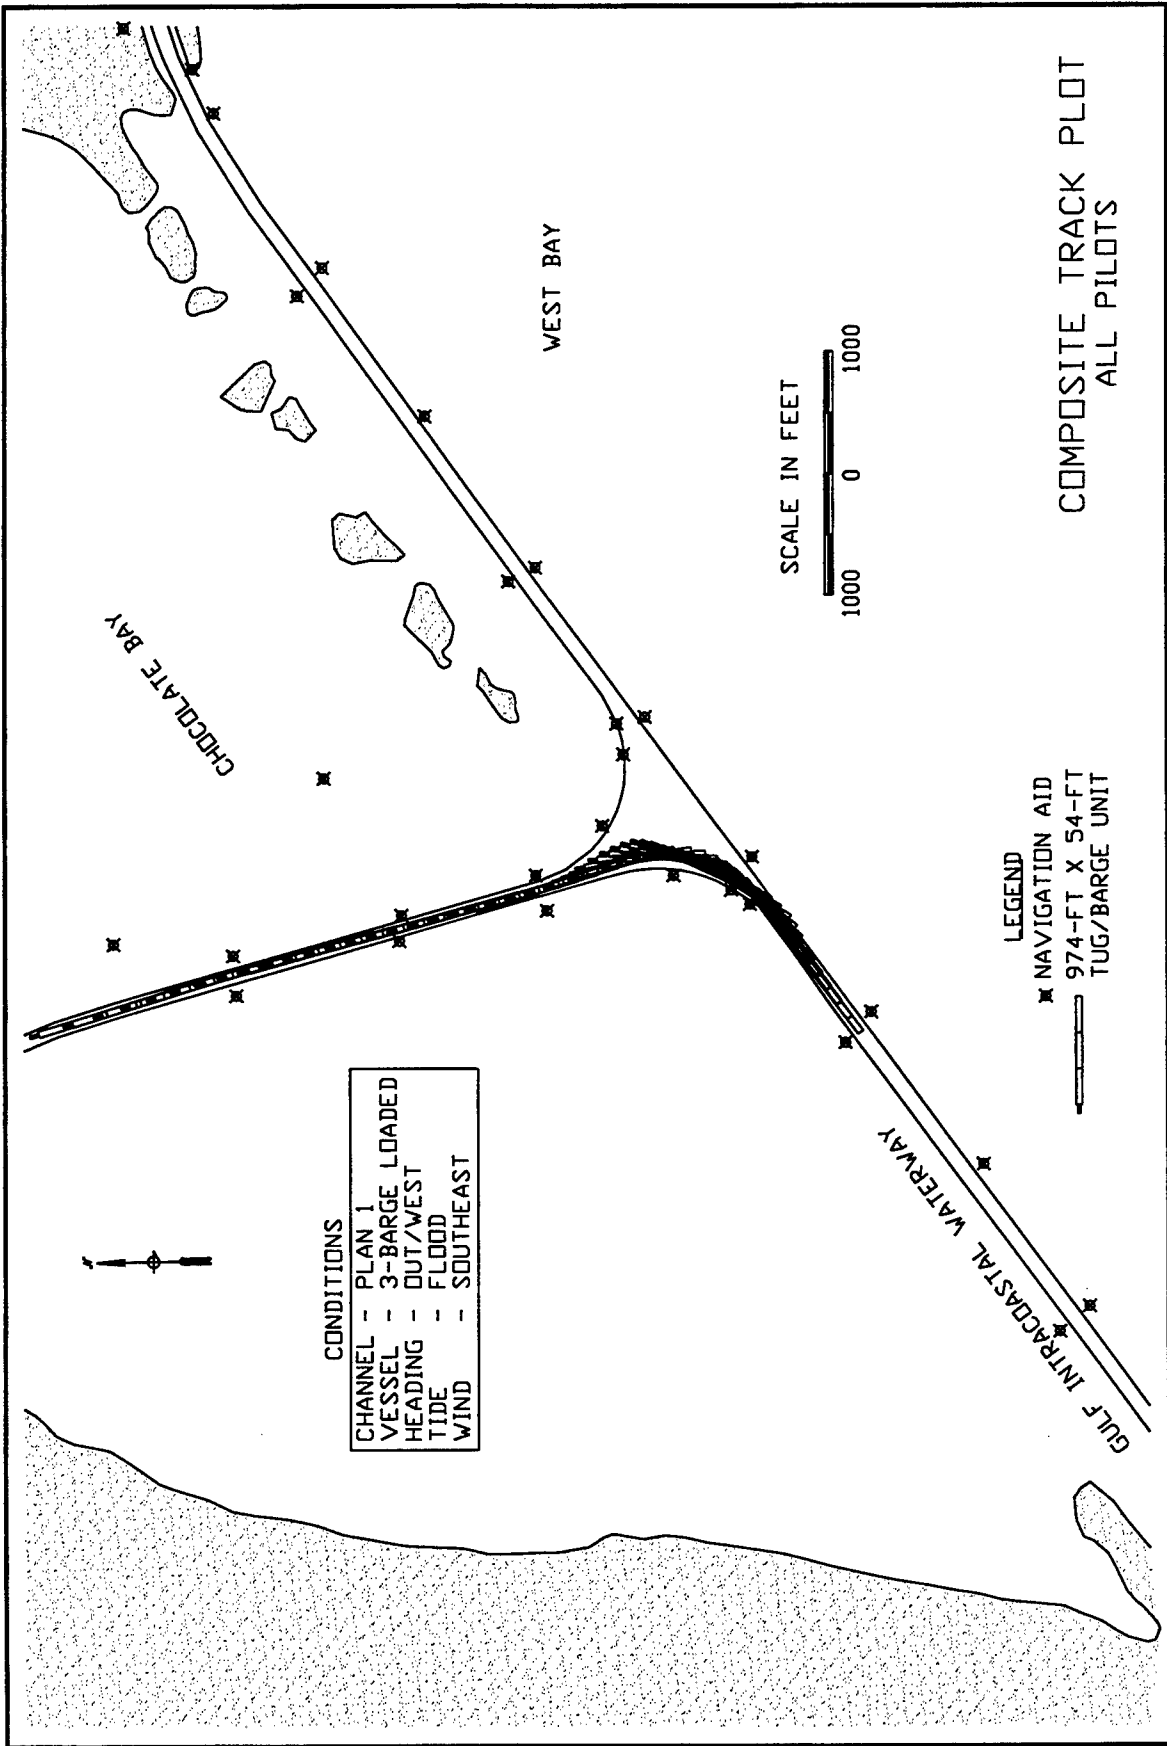 CHOCOLATE BAY
WEST BAY
GULF INTRACOASTAL WATERWAY
N
CONDITIONS
CHANNEL - PLAN 1
VESSEL - 3-BARGE LOADED
HEADING - OUT/WEST
TIDE - FLOOD
WIND - SOUTHEAST
SCALE IN FEET
1000 0 1000
LEGEND
NAVIGATION AID
974-FT X 54-FT
TUG/BARGE UNIT
COMPOSITE TRACK PLOT
ALL PILOTS